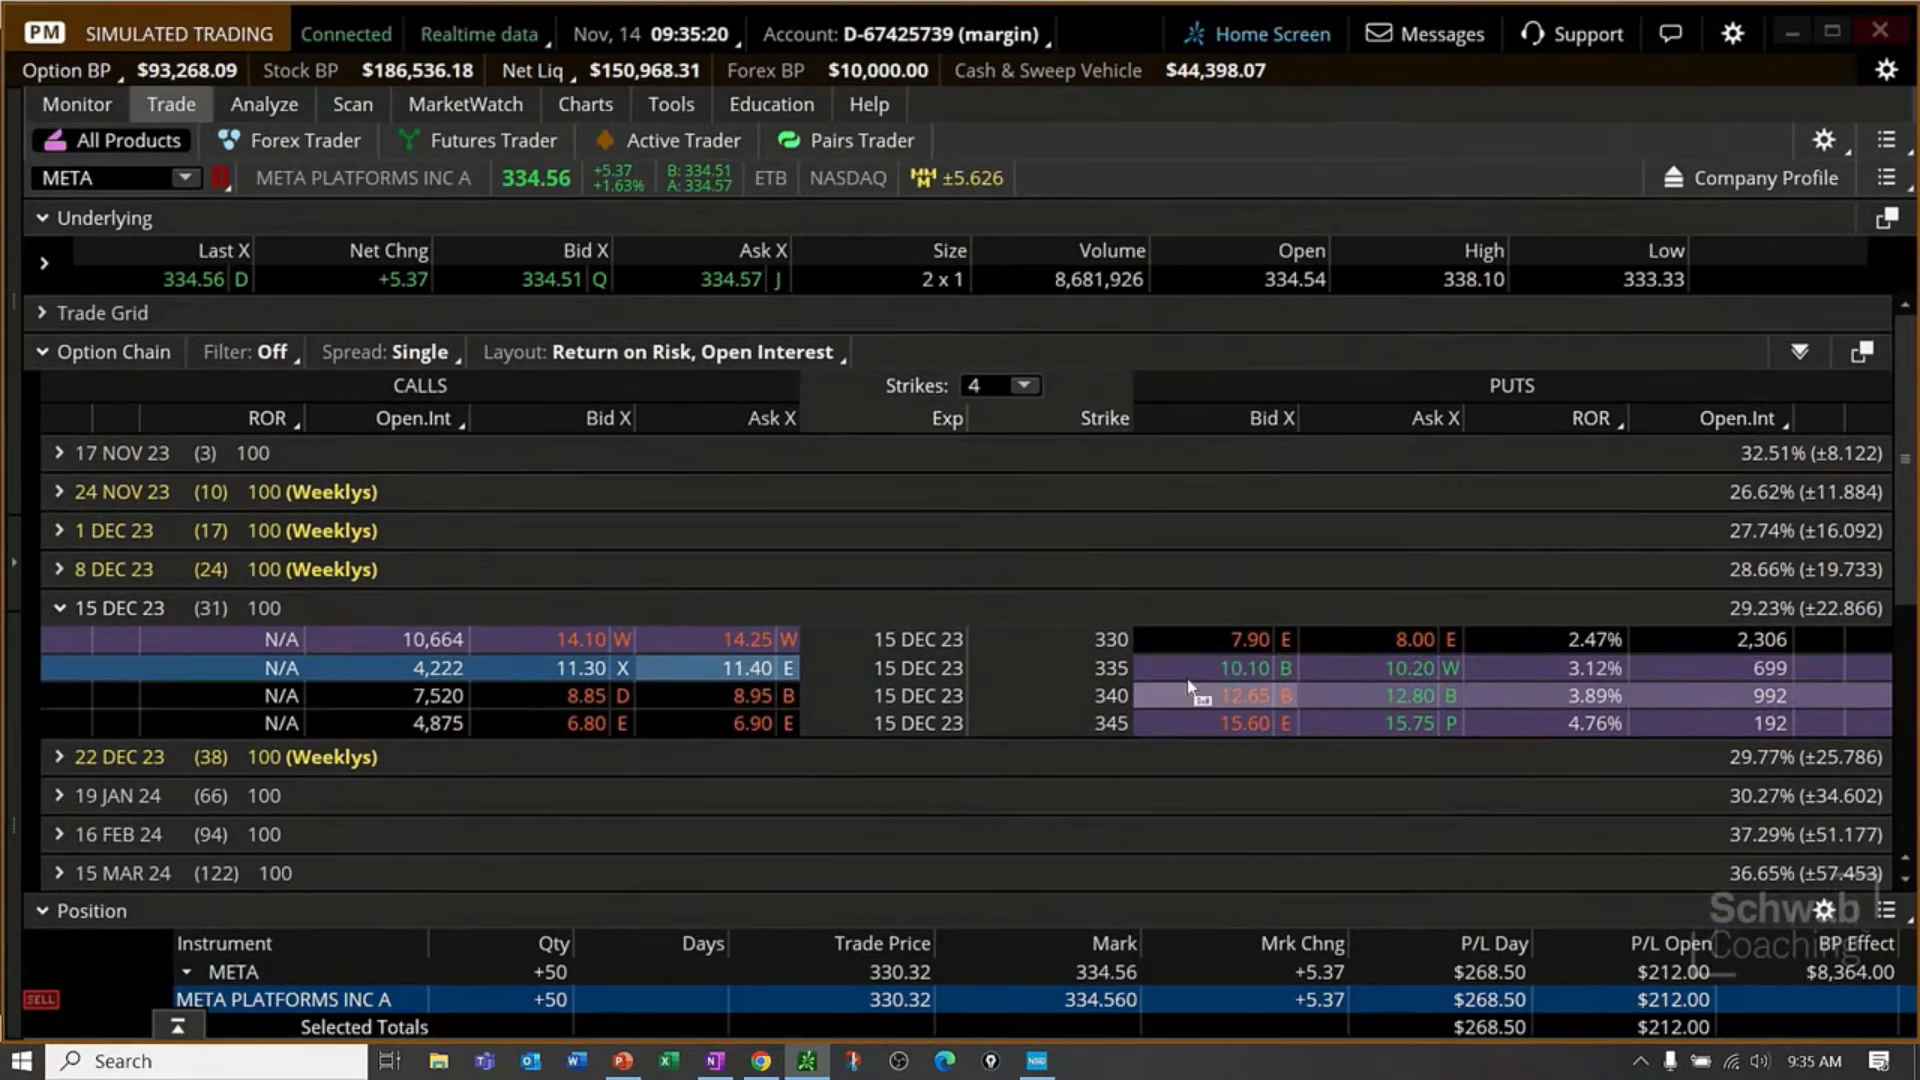 PM SIMULATED TRADING Connected Realtime data Nov, 14 09:35:20 Account: D-67425739 (margin) Home Screen Messages Support
Option BP $93,268.09 Stock BP $186,536.18 Net Liq $150,968.31 Forex BP $10,000.00 Cash & Sweep Vehicle $44,398.07
Monitor Trade Analyze Scan MarketWatch Charts Tools Education Help
All Products Forex Trader Futures Trader Active Trader Pairs Trader
META META PLATFORMS INC A 334.56 +5.37 +1.63% B: 334.51 A: 334.57 ETB NASDAQ MM ±5.626 Company Profile
Underlying
Last X Net Chng Bid X Ask X Size Volume Open High Low
334.56 D +5.37 334.51 Q 334.57 J 2 x 1 8,681,926 334.54 338.10 333.33
Trade Grid
Option Chain Filter: Off Spread: Single Layout: Return on Risk, Open Interest
CALLS Strikes: 4 PUTS
ROR Open.Int Bid X Ask X Exp Strike Bid X Ask X ROR Open.Int
17 NOV 23 (3) 100 32.51% (±8.122)
24 NOV 23 (10) 100 (Weeklys) 26.62% (±11.884)
1 DEC 23 (17) 100 (Weeklys) 27.74% (±16.092)
8 DEC 23 (24) 100 (Weeklys) 28.66% (±19.733)
15 DEC 23 (31) 100 29.23% (±22.866)
N/A 10,664 14.10 W 14.25 W 15 DEC 23 330 7.90 E 8.00 E 2.47% 2,306
N/A 4,222 11.30 X 11.40 E 15 DEC 23 335 10.10 B 10.20 W 3.12% 699
N/A 7,520 8.85 D 8.95 B 15 DEC 23 340 12.65 B 12.80 B 3.89% 992
N/A 4,875 6.80 E 6.90 E 15 DEC 23 345 15.60 E 15.75 P 4.76% 192
22 DEC 23 (38) 100 (Weeklys) 29.77% (±25.786)
19 JAN 24 (66) 100 30.27% (±34.602)
16 FEB 24 (94) 100 37.29% (±51.177)
15 MAR 24 (122) 100 36.65% (±57.453)
Position Schwab
Coaching
Instrument Qty Days Trade Price Mark Mrk Chng P/L Day P/L Open BP Effect
META +50 330.32 334.56 +5.37 $268.50 $212.00 $8,364.00
SELL META PLATFORMS INC A +50 330.32 334.560 +5.37 $268.50 $212.00
Selected Totals $268.50 $212.00
Search 9:35 AM